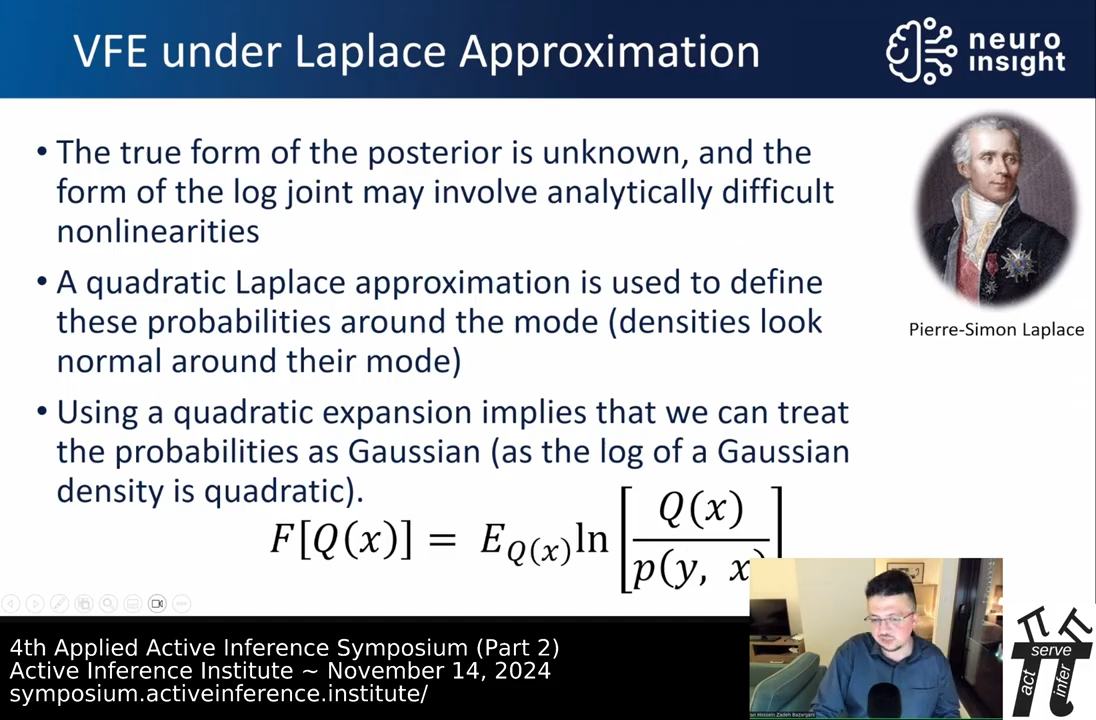 VFE under Laplace Approximation
neuro
insight
• The true form of the posterior is unknown, and the
form of the log joint may involve analytically difficult
nonlinearities
• A quadratic Laplace approximation is used to define
these probabilities around the mode (densities look
normal around their mode)
• Using a quadratic expansion implies that we can treat
the probabilities as Gaussian (as the log of a Gaussian
density is quadratic).
Pierre-Simon Laplace
F[Q(x)] = E_{Q(x)} ln [Q(x) / p(y, x)]
4th Applied Active Inference Symposium (Part 2)
Active Inference Institute ~ November 14, 2024
symposium.activeinference.institute/
serve
act
infer